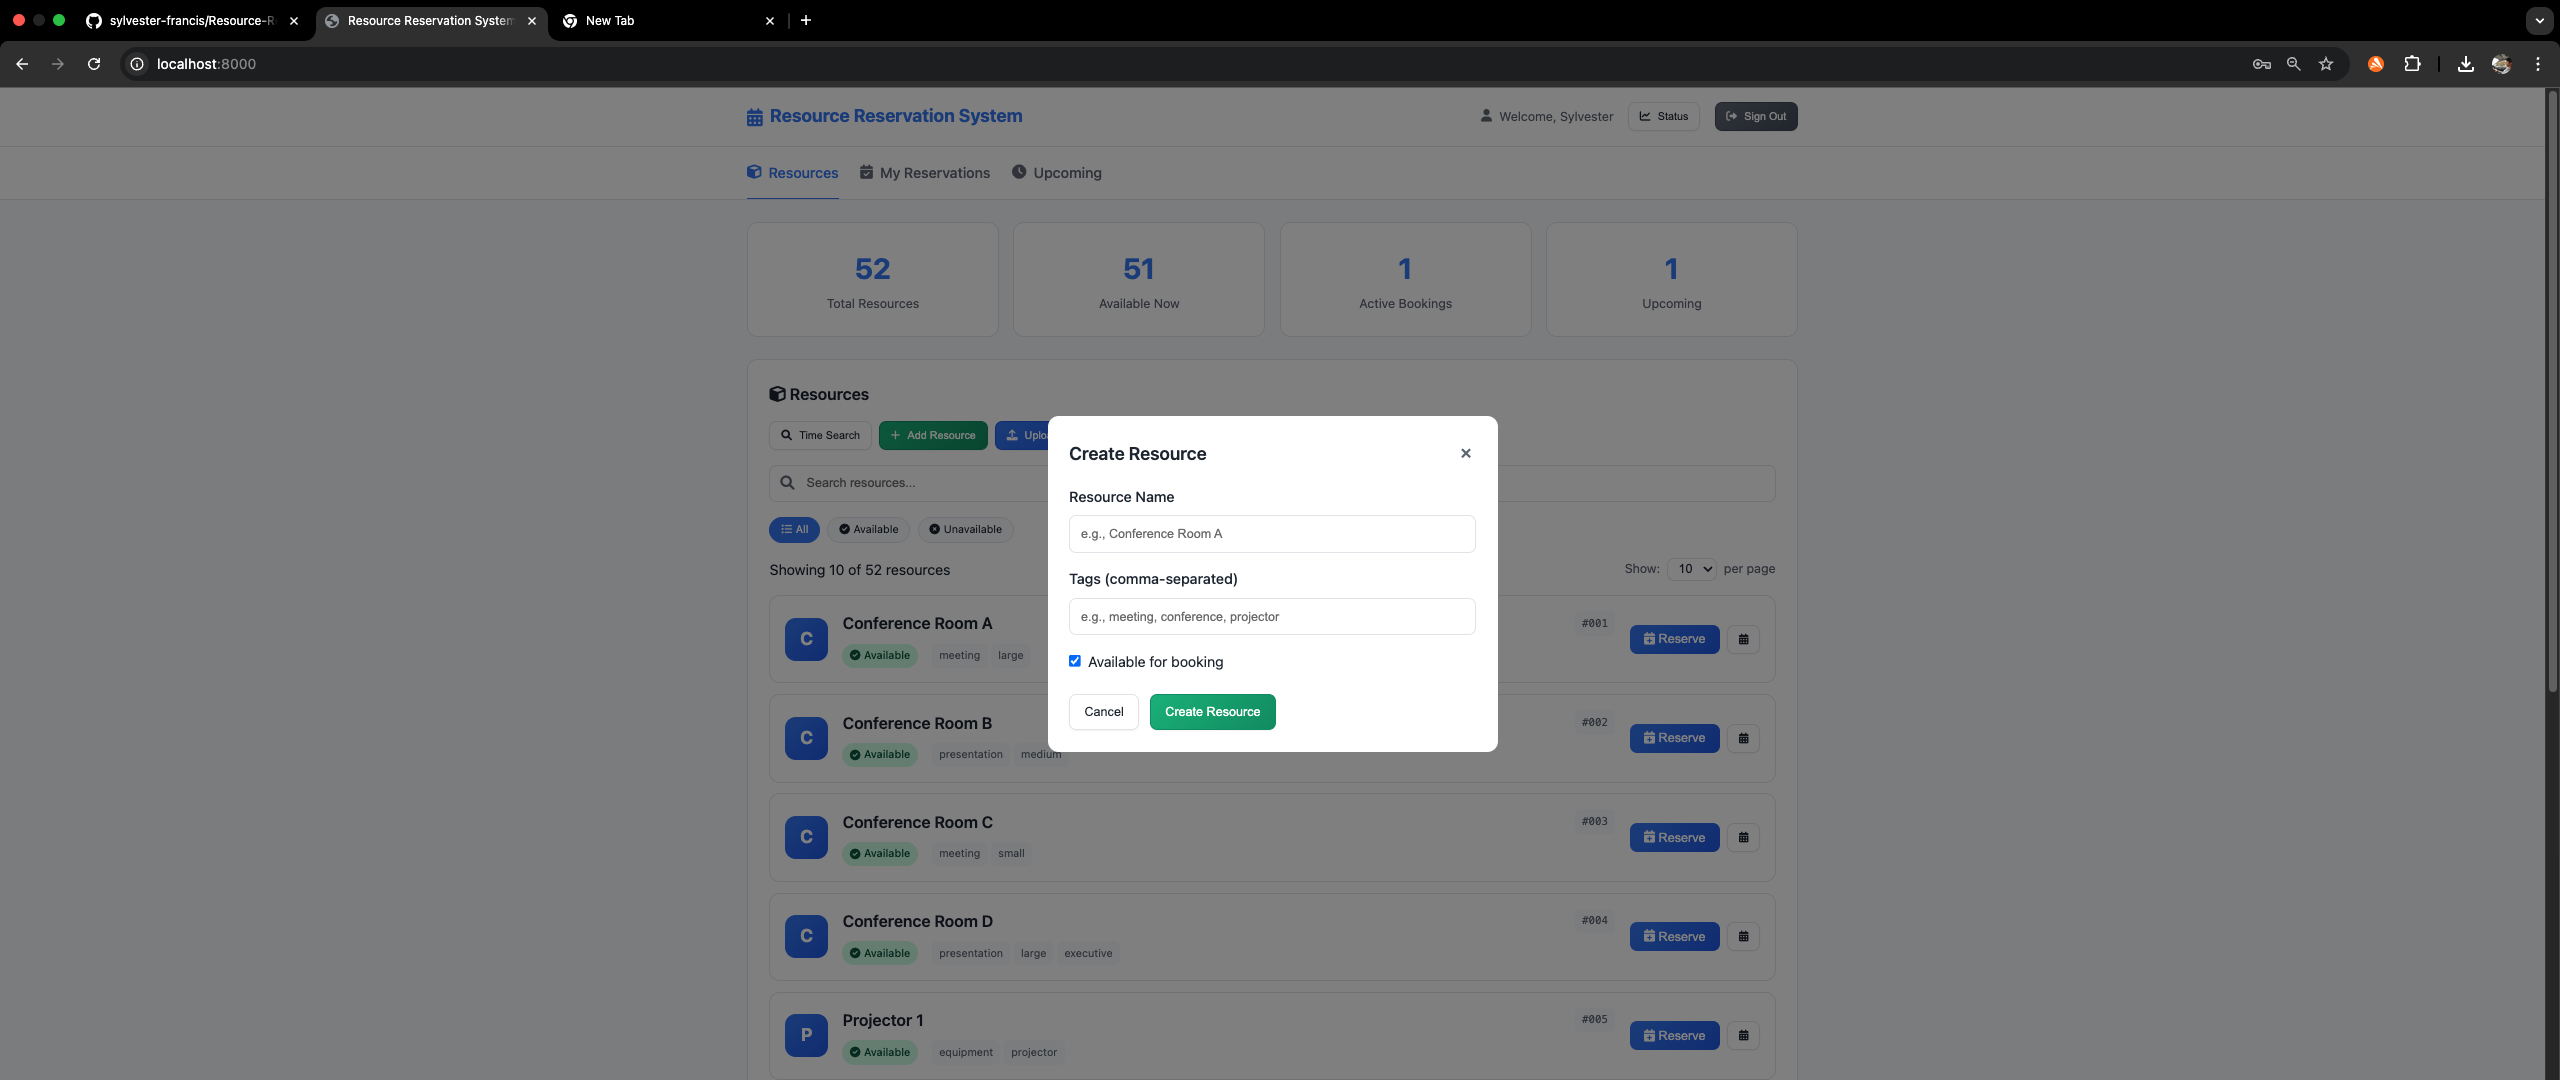 sylvester-francis/Resource-R
Resource Reservation System
New Tab
localhost:8000
Resource Reservation System
Welcome, Sylvester
Status
Sign Out
Resources
My Reservations
Upcoming
52
Total Resources
51
Available Now
1
Active Bookings
1
Upcoming
Resources
Time Search
Add Resource
Uplo
Search resources...
All
Available
Unavailable
Showing 10 of 52 resources
Show: 10 per page
Create Resource
Resource Name
e.g., Conference Room A
Tags (comma-separated)
e.g., meeting, conference, projector
Available for booking
Cancel
Create Resource
C
Conference Room A
Available meeting large
#001
Reserve
C
Conference Room B
Available presentation medium
#002
Reserve
C
Conference Room C
Available meeting small
#003
Reserve
C
Conference Room D
Available presentation large executive
#004
Reserve
P
Projector 1
Available equipment projector
#005
Reserve